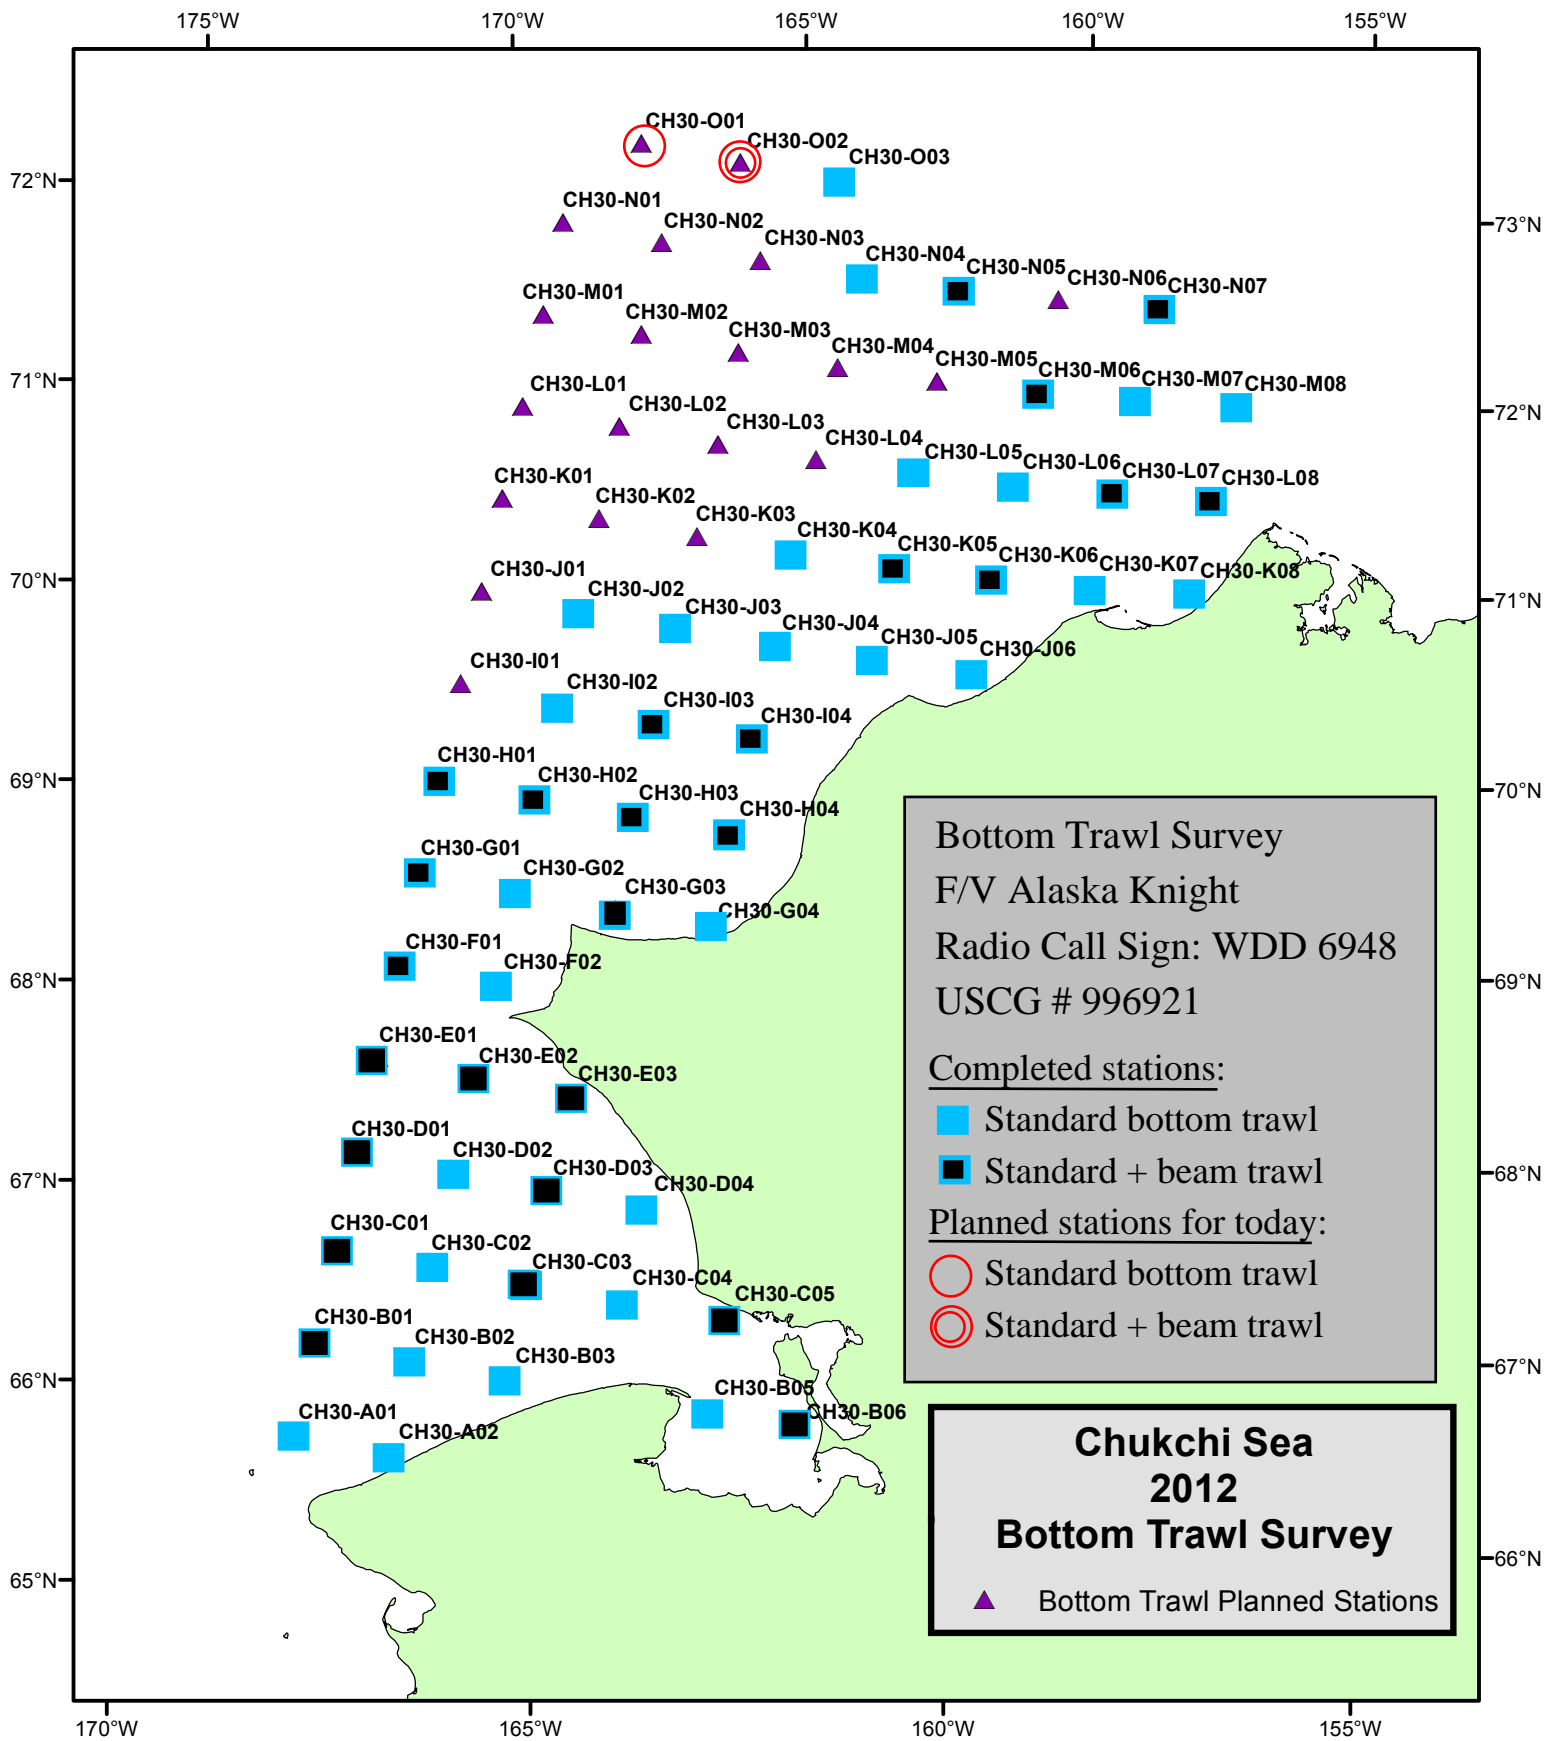 175°W 170°W 165°W 160°W 155°W
CH30-O01
CH30-O02
CH30-O03
72°N
CH30-N01
CH30-N02
73°N
CH30-N03
CH30-N04
CH30-N05
CH30-N06
CH30-N07
CH30-M01
CH30-M02
CH30-M03
CH30-M04
CH30-M05
71°N
CH30-M06
CH30-M07
CH30-M08
CH30-L01
72°N
CH30-L02
CH30-L03
CH30-L04
CH30-L05
CH30-L06
CH30-L07
CH30-L08
CH30-K01
CH30-K02
CH30-K03
CH30-K04
CH30-K05
CH30-K06
CH30-K07
CH30-K08
70°N
CH30-J01
71°N
CH30-J02
CH30-J03
CH30-J04
CH30-J05
CH30-J06
CH30-I01
CH30-I02
CH30-I03
CH30-I04
CH30-H01
69°N
CH30-H02
70°N
CH30-H03
CH30-H04
CH30-G01
CH30-G02
CH30-G03
CH30-G04
CH30-F01
CH30-F02
68°N
69°N
CH30-E01
CH30-E02
CH30-E03
CH30-D01
CH30-D02
CH30-D03
CH30-D04
67°N
68°N
CH30-C01
CH30-C02
CH30-C03
CH30-C04
CH30-C05
CH30-B01
CH30-B02
CH30-B03
66°N
67°N
CH30-B05
CH30-B06
CH30-A01
CH30-A02
65°N
66°N
Bottom Trawl Survey
F/V Alaska Knight
Radio Call Sign: WDD 6948
USCG # 996921
Completed stations:
Standard bottom trawl
Standard + beam trawl
Planned stations for today:
Standard bottom trawl
Standard + beam trawl
Chukchi Sea
2012
Bottom Trawl Survey
Bottom Trawl Planned Stations
170°W 165°W 160°W 155°W